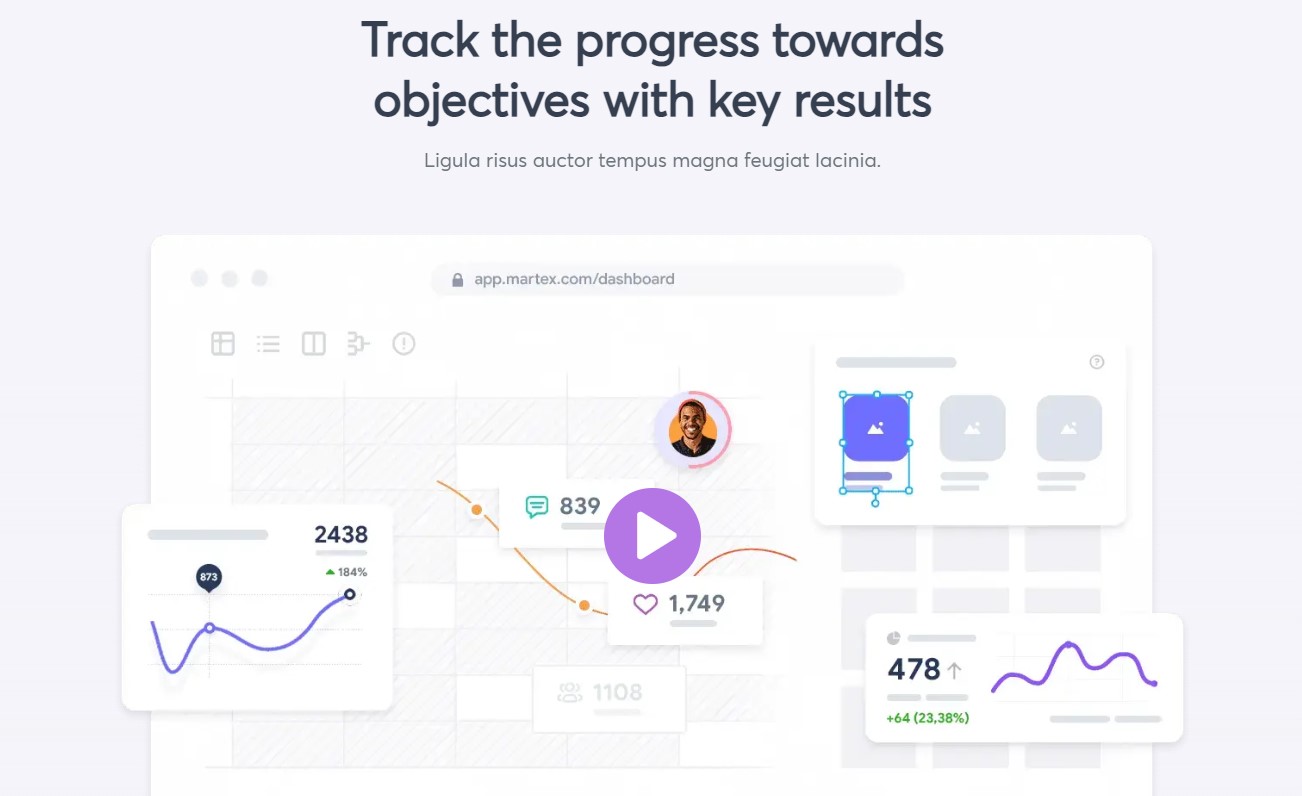 Track the progress towards
objectives with key results
Ligula risus auctor tempus magna feugiat lacinia.
app.martex.com/dashboard
839
2438
184%
873
1,749
478
1108
+64 (23,38%)